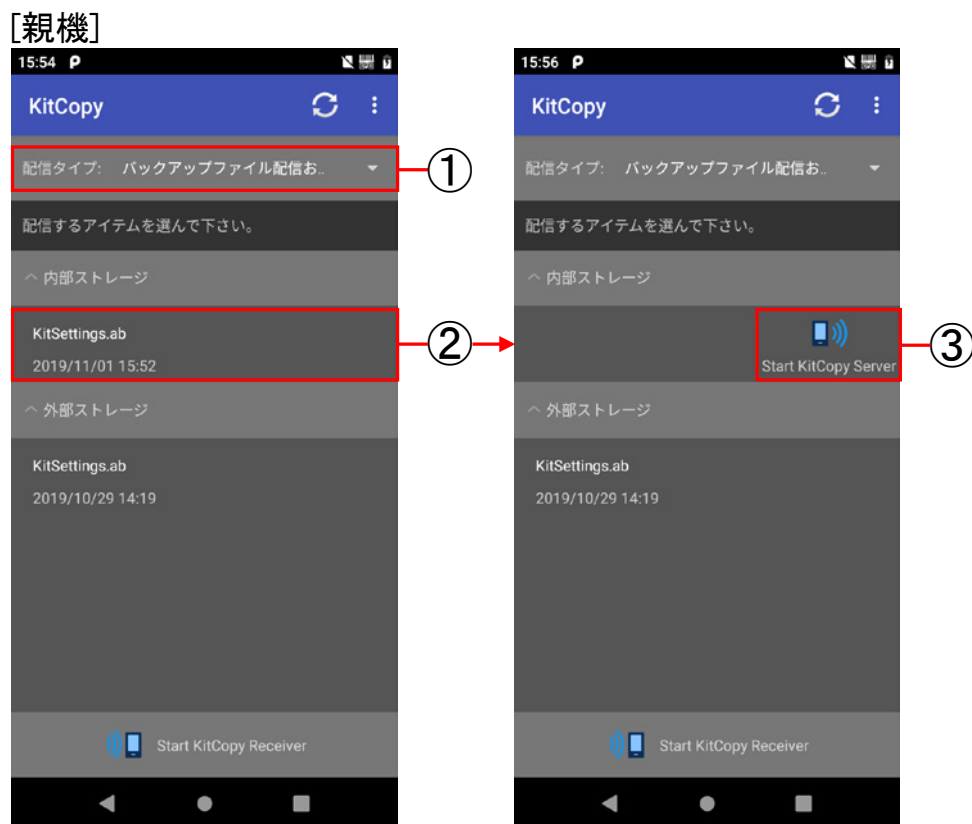 [親機]
15:54
KitCopy
配信タイプ: バックアップファイル配信お..
①
配信するアイテムを選んで下さい。
内部ストレージ
KitSettings.ab
2019/11/01 15:52
②
外部ストレージ
KitSettings.ab
2019/10/29 14:19
Start KitCopy Receiver
15:56
KitCopy
配信タイプ: バックアップファイル配信お..
配信するアイテムを選んで下さい。
内部ストレージ
Start KitCopy Server
③
外部ストレージ
KitSettings.ab
2019/10/29 14:19
Start KitCopy Receiver